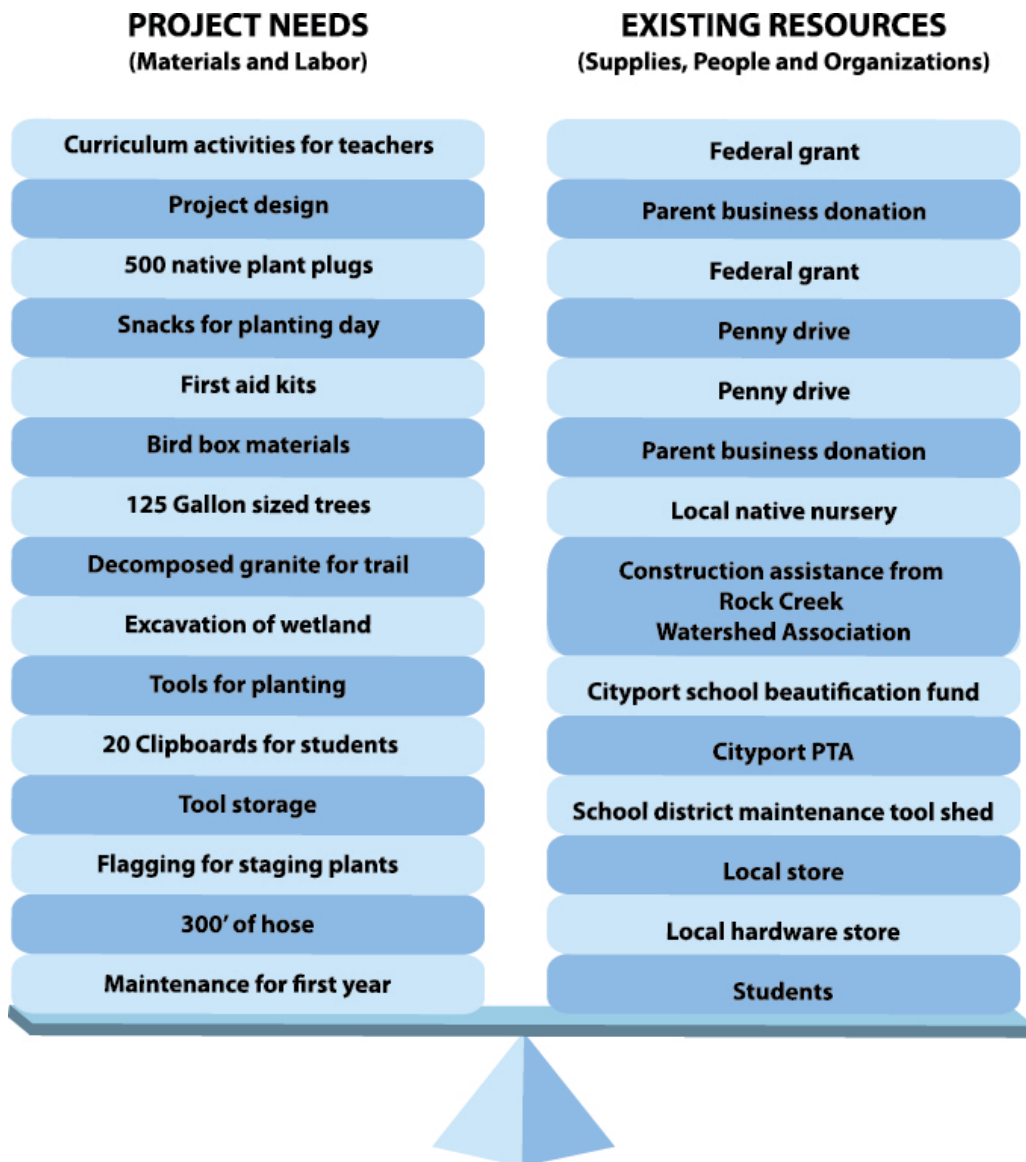 PROJECT NEEDS
(Materials and Labor)
Curriculum activities for teachers
Project design
500 native plant plugs
Snacks for planting day
First aid kits
Bird box materials
125 Gallon sized trees
Decomposed granite for trail
Excavation of wetland
Tools for planting
20 Clipboards for students
Tool storage
Flagging for staging plants
300’ of hose
Maintenance for first year
EXISTING RESOURCES
(Supplies, People and Organizations)
Federal grant
Parent business donation
Federal grant
Penny drive
Penny drive
Parent business donation
Local native nursery
Construction assistance from
Rock Creek
Watershed Association
Cityport school beautification fund
Cityport PTA
School district maintenance tool shed
Local store
Local hardware store
Students